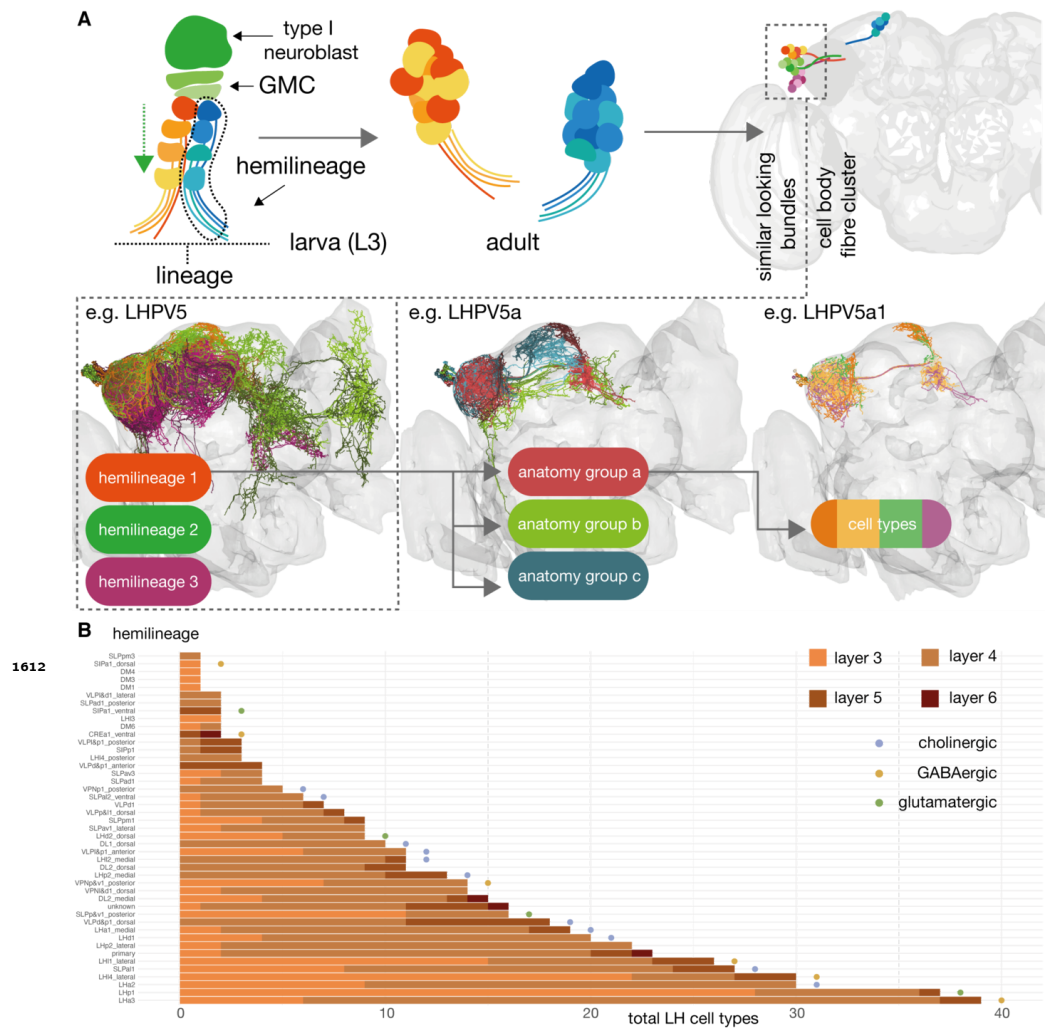 A
type I
neuroblast
GMC
hemilineage
larva (L3)
adult
lineage
similar looking
bundles
cell body
fibre cluster
e.g. LHPV5
e.g. LHPV5a
e.g. LHPV5a1
hemilineage 1
hemilineage 2
hemilineage 3
anatomy group a
anatomy group b
anatomy group c
cell types
B
hemilineage
1612
SLPpm3
SIPa1_dorsal
DM4
DM3
DM1
VLPl&d1_lateral
SLPad1_posterior
SIPa1_ventral
LHl3
DM6
CREa1_ventral
VLPl&p1_posterior
SIPp1
LHl4_posterior
VLPd&p1_anterior
SLPav3
SLPad1
VPNp1_posterior
SLPal2_ventral
VLPd1
VLPp&l1_dorsal
SLPpm1
SLPav1_lateral
LHd2_dorsal
DL1_dorsal
VLPl&p1_anterior
LHl2_medial
DL2_dorsal
LHp2_medial
VPNp&v1_posterior
VPNl&d1_dorsal
DL2_medial
unknown
SLPp&v1_posterior
VLPd&p1_dorsal
LHa1_medial
LHd1
LHp2_lateral
primary
LHl1_lateral
SLPal1
LHl4_lateral
LHa2
LHp1
LHa3
layer 3
layer 4
layer 5
layer 6
cholinergic
GABAergic
glutamatergic
0
10
20
30
40
total LH cell types